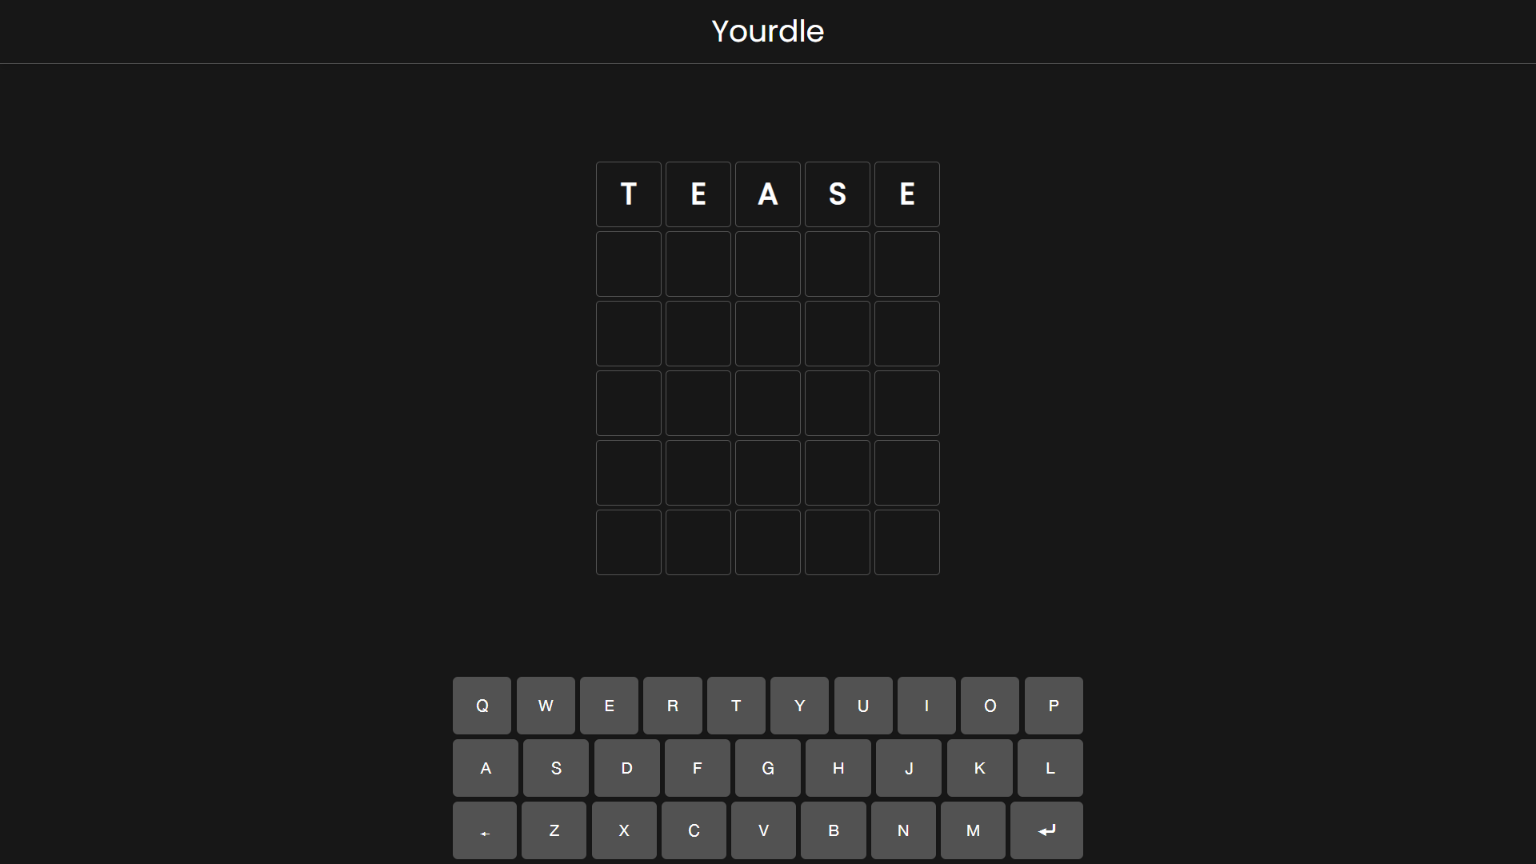 Yourdle
T E A S E
Q W E R T Y U I O P
A S D F G H J K L
← Z X C V B N M ↵